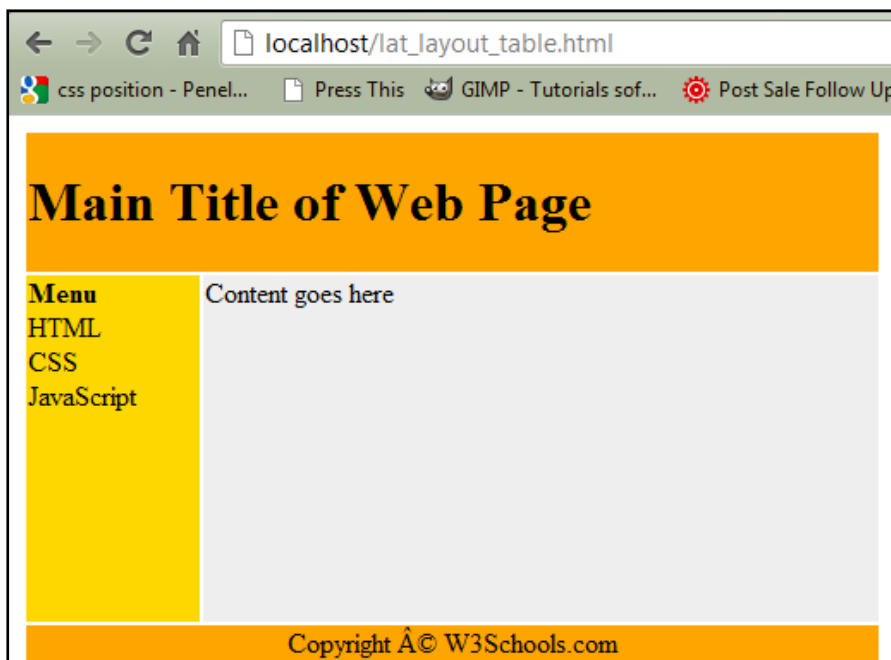 localhost/lat_layout_table.html
css position - Penel... Press This GIMP - Tutorials sof... Post Sale Follow Up
Main Title of Web Page
Menu
HTML
CSS
JavaScript
Content goes here
Copyright Â© W3Schools.com